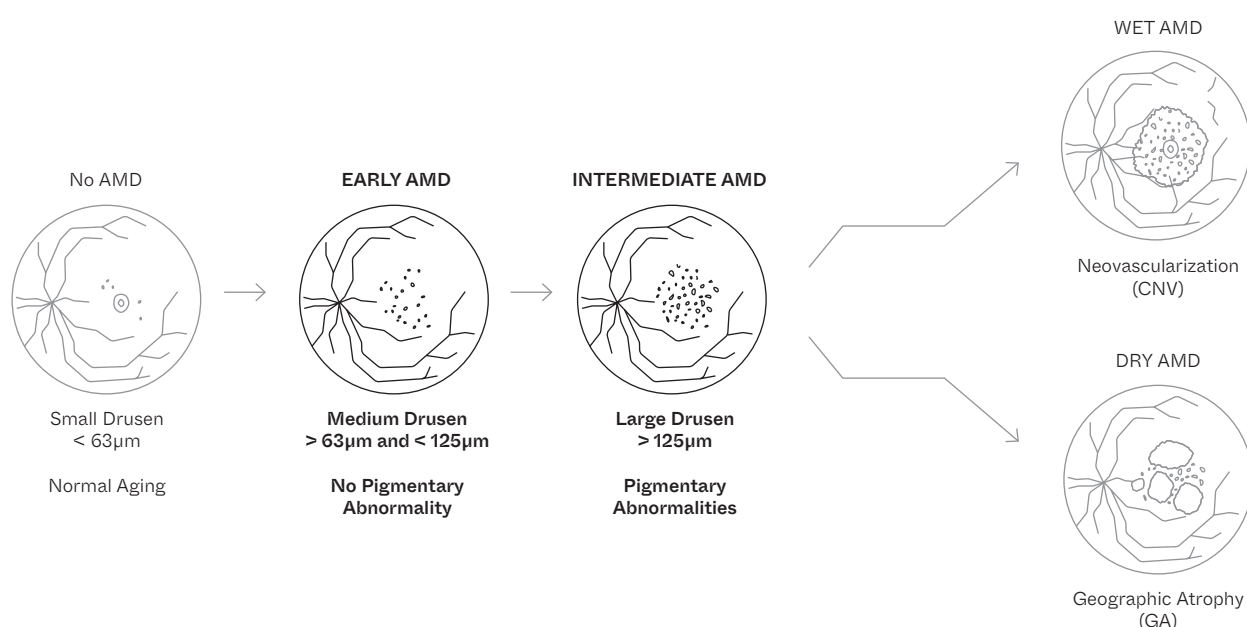 No AMD
Small Drusen
< 63µm
Normal Aging
EARLY AMD
Medium Drusen
> 63µm and < 125µm
No Pigmentary
Abnormality
INTERMEDIATE AMD
Large Drusen
> 125µm
Pigmentary
Abnormalities
WET AMD
Neovascularization
(CNV)
DRY AMD
Geographic Atrophy
(GA)